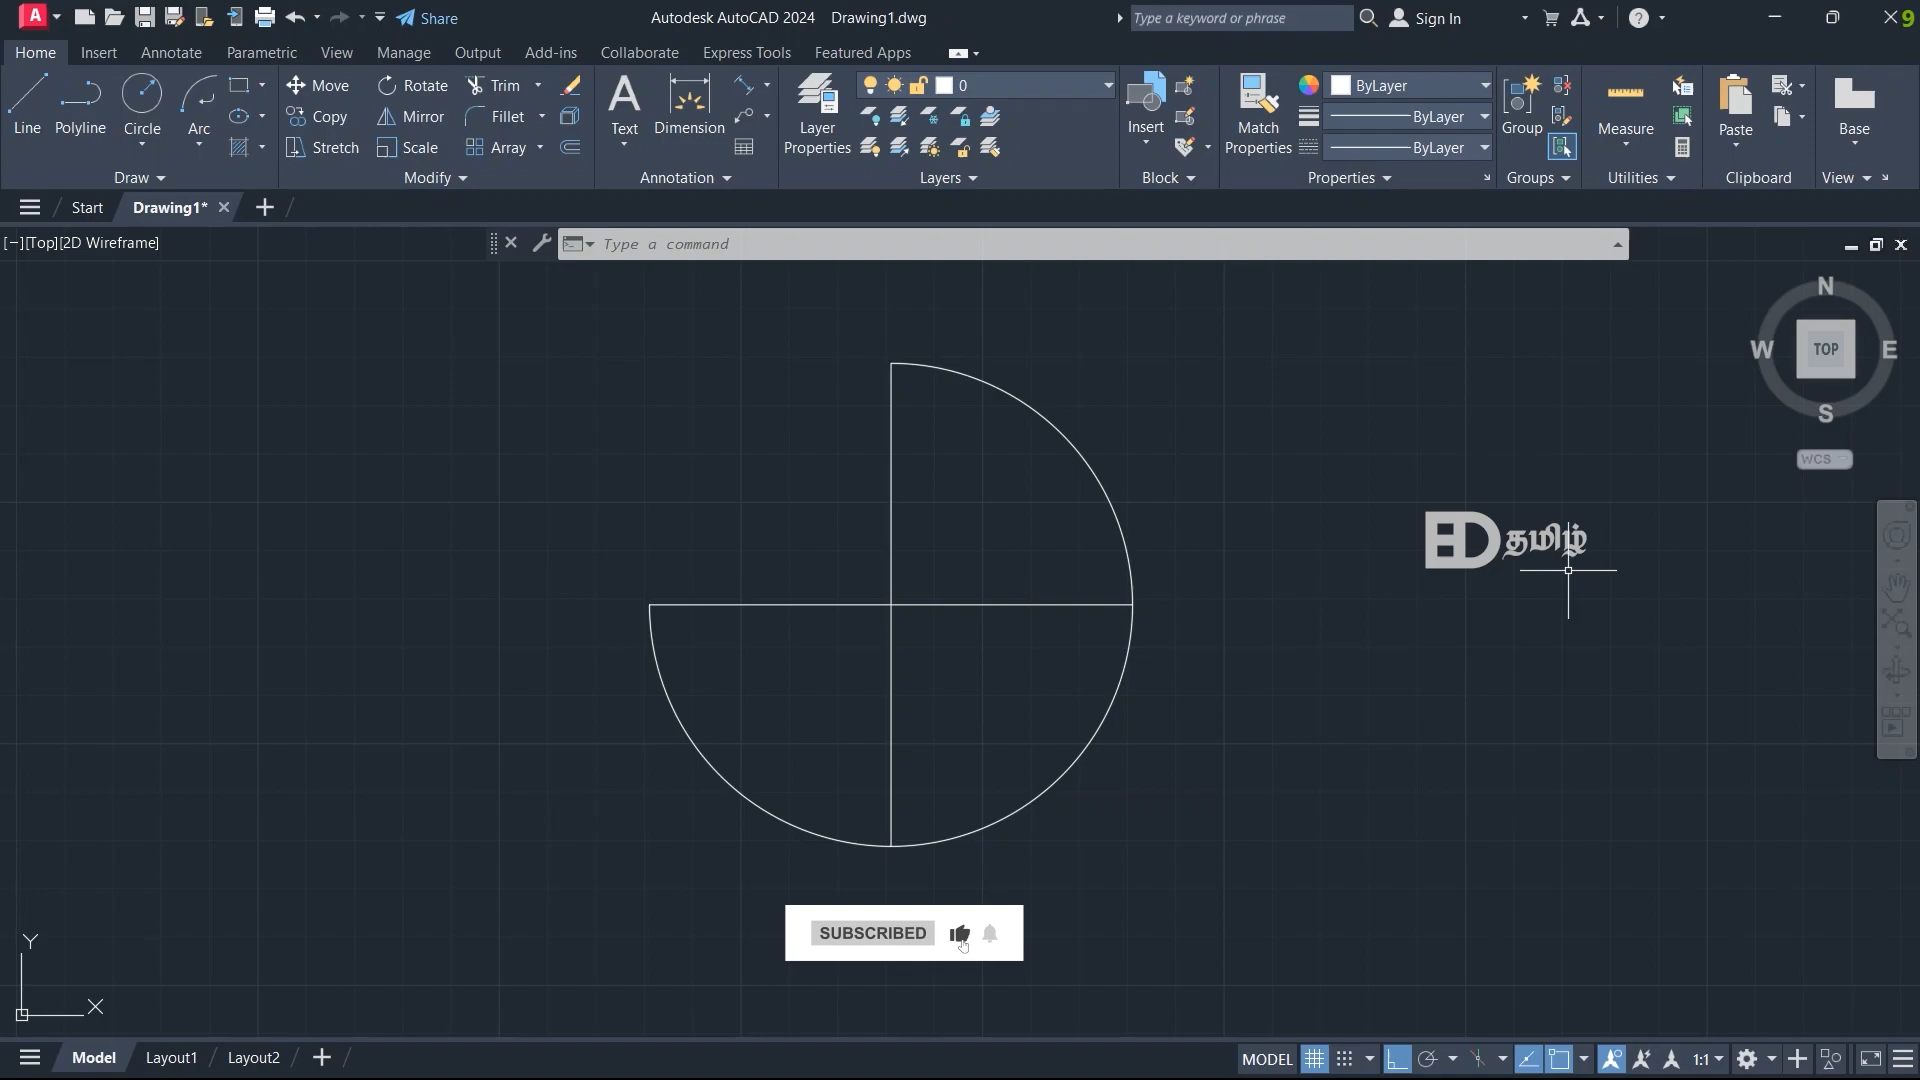 Share
Autodesk AutoCAD 2024 Drawing1.dwg
Type a keyword or phrase
Sign In
9
Home Insert Annotate Parametric View Manage Output Add-ins Collaborate Express Tools Featured Apps
Line
Polyline
Circle
Arc
Draw
Move Rotate Trim
Copy Mirror Fillet
Stretch Scale Array
Modify
Text
Dimension
Annotation
Layer
Properties
0
Layers
Insert
Block
Match
Properties
ByLayer
ByLayer
ByLayer
Properties
Group
Groups
Measure
Utilities
Paste
Clipboard
Base
View
Start Drawing1*
[−][Top][2D Wireframe]
Type a command
N
W TOP E
S
WCS
ED தமிழ்
SUBSCRIBED
Y
X
Model Layout1 Layout2
MODEL
1:1